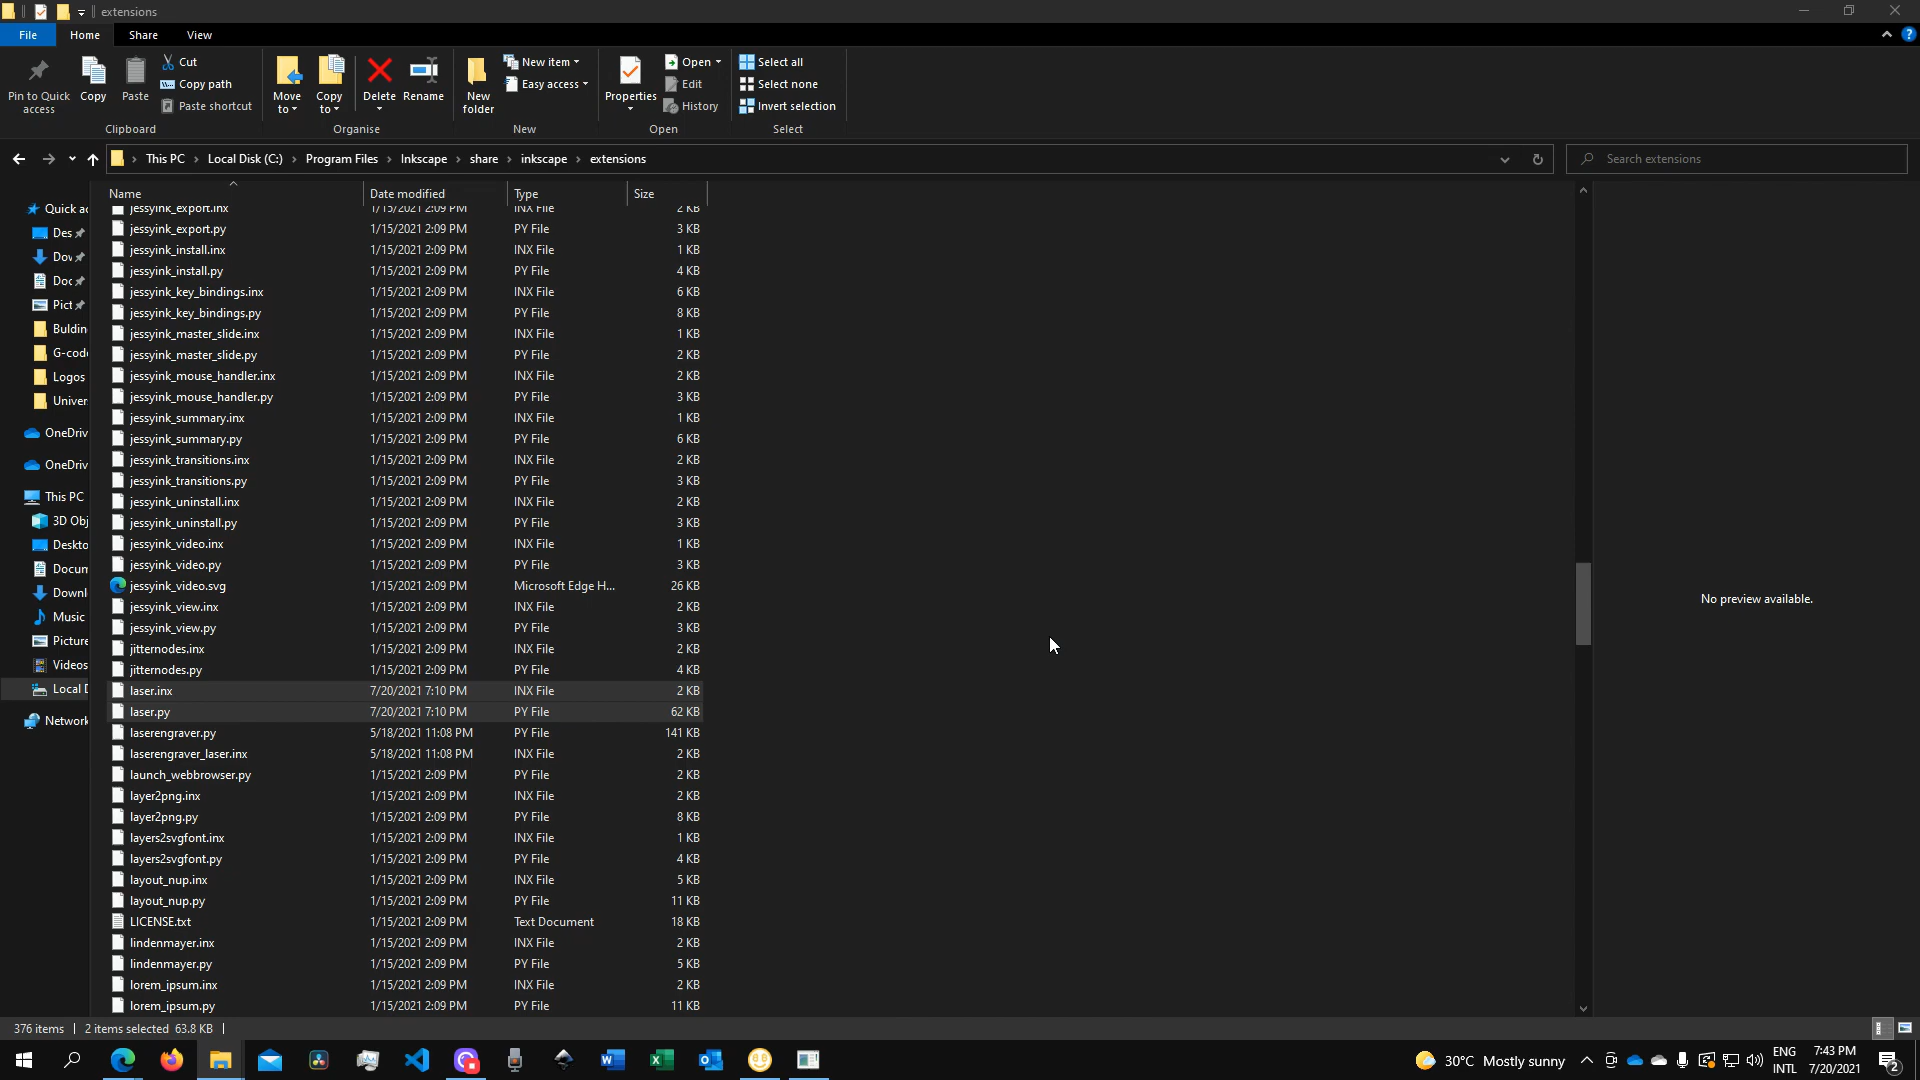 extensions
File Home Share View
Pin to Quick access
Copy
Paste
Cut
Copy path
Paste shortcut
Clipboard
Move to
Copy to
Delete
Rename
Organise
New folder
New item
Easy access
New
Properties
Open
Edit
History
Open
Select all
Select none
Invert selection
Select
This PC Local Disk (C:) Program Files Inkscape share inkscape extensions
Search extensions
Quick ac
Des
Dov
Doc
Pict
Buldin
G-code
Logos
Univer
OneDriv
OneDriv
This PC
3D Obj
Deskto
Docum
Downl
Music
Picture
Videos
Local D
Network
Name Date modified Type Size
jessyink_export.inx 1/15/2021 2:09 PM INX File 2 KB
jessyink_export.py 1/15/2021 2:09 PM PY File 3 KB
jessyink_install.inx 1/15/2021 2:09 PM INX File 1 KB
jessyink_install.py 1/15/2021 2:09 PM PY File 4 KB
jessyink_key_bindings.inx 1/15/2021 2:09 PM INX File 6 KB
jessyink_key_bindings.py 1/15/2021 2:09 PM PY File 8 KB
jessyink_master_slide.inx 1/15/2021 2:09 PM INX File 1 KB
jessyink_master_slide.py 1/15/2021 2:09 PM PY File 2 KB
jessyink_mouse_handler.inx 1/15/2021 2:09 PM INX File 2 KB
jessyink_mouse_handler.py 1/15/2021 2:09 PM PY File 3 KB
jessyink_summary.inx 1/15/2021 2:09 PM INX File 1 KB
jessyink_summary.py 1/15/2021 2:09 PM PY File 6 KB
jessyink_transitions.inx 1/15/2021 2:09 PM INX File 2 KB
jessyink_transitions.py 1/15/2021 2:09 PM PY File 3 KB
jessyink_uninstall.inx 1/15/2021 2:09 PM INX File 2 KB
jessyink_uninstall.py 1/15/2021 2:09 PM PY File 3 KB
jessyink_video.inx 1/15/2021 2:09 PM INX File 1 KB
jessyink_video.py 1/15/2021 2:09 PM PY File 3 KB
jessyink_video.svg 1/15/2021 2:09 PM Microsoft Edge H... 26 KB
jessyink_view.inx 1/15/2021 2:09 PM INX File 2 KB
jessyink_view.py 1/15/2021 2:09 PM PY File 3 KB
jitternodes.inx 1/15/2021 2:09 PM INX File 2 KB
jitternodes.py 1/15/2021 2:09 PM PY File 4 KB
laser.inx 7/20/2021 7:10 PM INX File 2 KB
laser.py 7/20/2021 7:10 PM PY File 62 KB
laserengraver.py 5/18/2021 11:08 PM PY File 141 KB
laserengraver_laser.inx 5/18/2021 11:08 PM INX File 2 KB
launch_webbrowser.py 1/15/2021 2:09 PM PY File 2 KB
layer2png.inx 1/15/2021 2:09 PM INX File 2 KB
layer2png.py 1/15/2021 2:09 PM PY File 8 KB
layers2svgfont.inx 1/15/2021 2:09 PM INX File 1 KB
layers2svgfont.py 1/15/2021 2:09 PM PY File 4 KB
layout_nup.inx 1/15/2021 2:09 PM INX File 5 KB
layout_nup.py 1/15/2021 2:09 PM PY File 11 KB
LICENSE.txt 1/15/2021 2:09 PM Text Document 18 KB
lindenmayer.inx 1/15/2021 2:09 PM INX File 2 KB
lindenmayer.py 1/15/2021 2:09 PM PY File 5 KB
lorem_ipsum.inx 1/15/2021 2:09 PM INX File 2 KB
lorem_ipsum.py 1/15/2021 2:09 PM PY File 11 KB
No preview available.
376 items 2 items selected 63.8 KB
30°C Mostly sunny
ENG
INTL
7:43 PM
7/20/2021
2